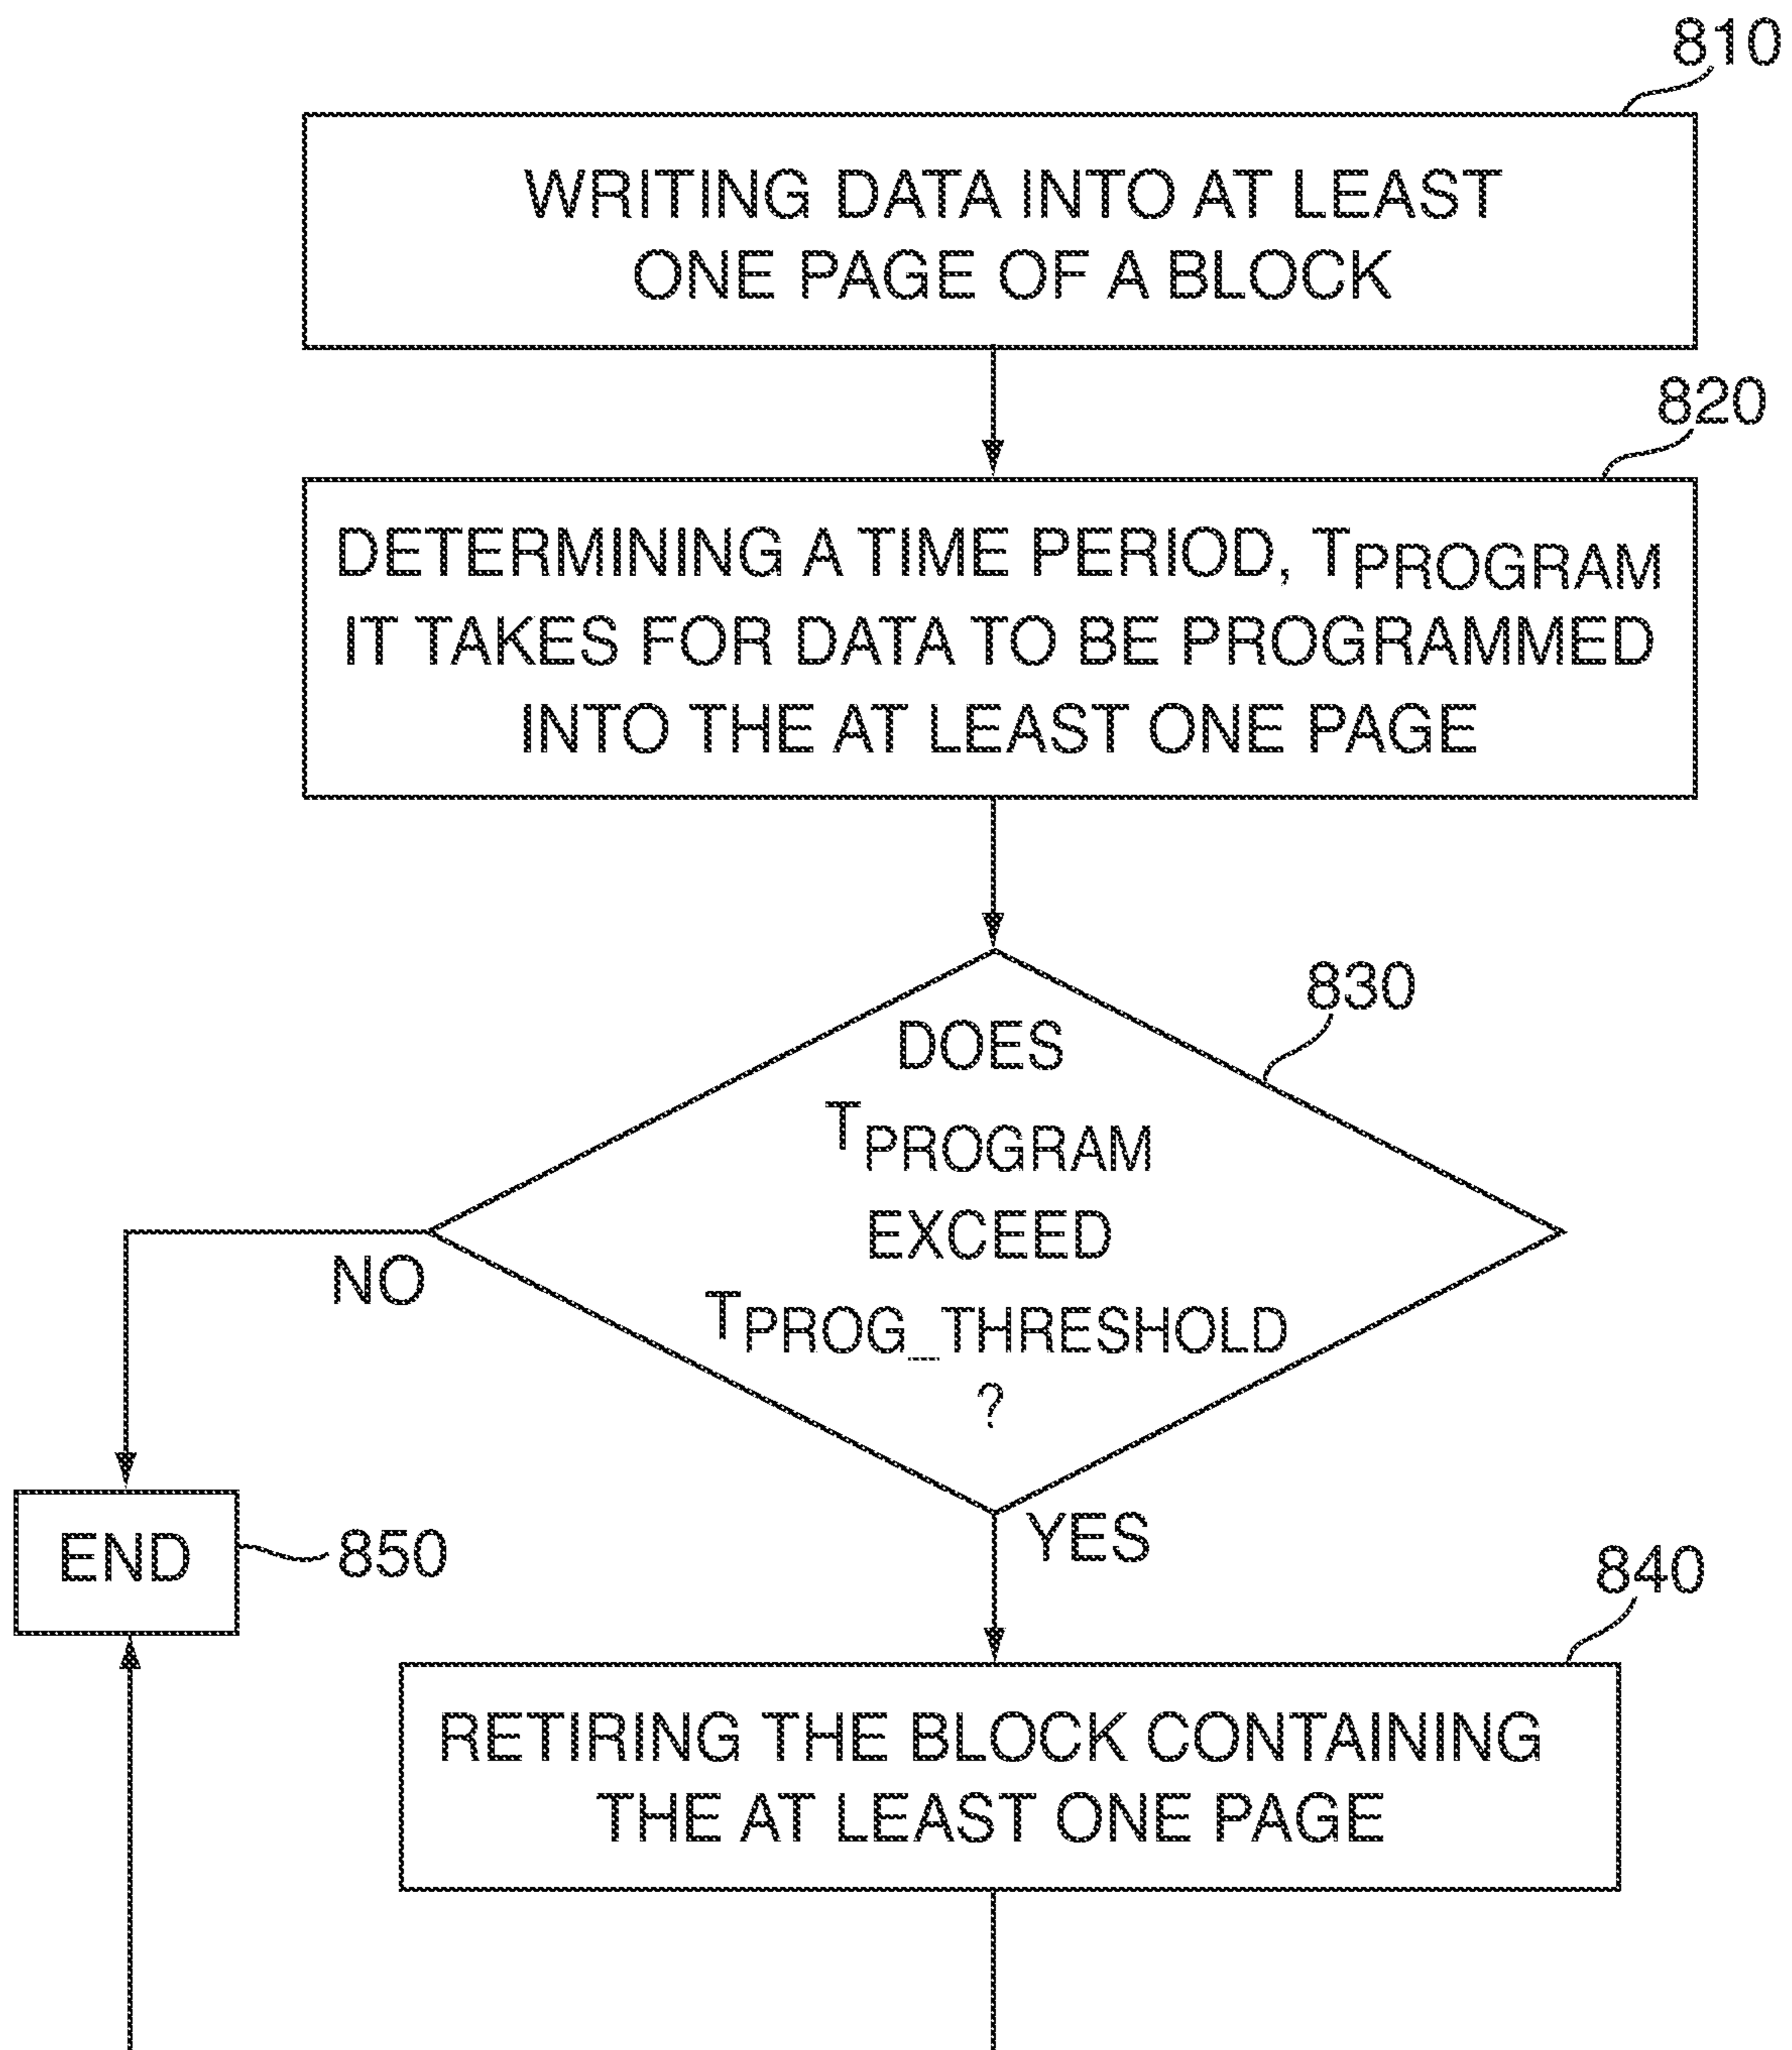 810
WRITING DATA INTO AT LEAST
ONE PAGE OF A BLOCK
820
DETERMINING A TIME PERIOD, TPROGRAM
IT TAKES FOR DATA TO BE PROGRAMMED
INTO THE AT LEAST ONE PAGE
830
DOES
TPROGRAM
EXCEED
TPROG_THRESHOLD
?
NO
YES
END
850
840
RETIRING THE BLOCK CONTAINING
THE AT LEAST ONE PAGE